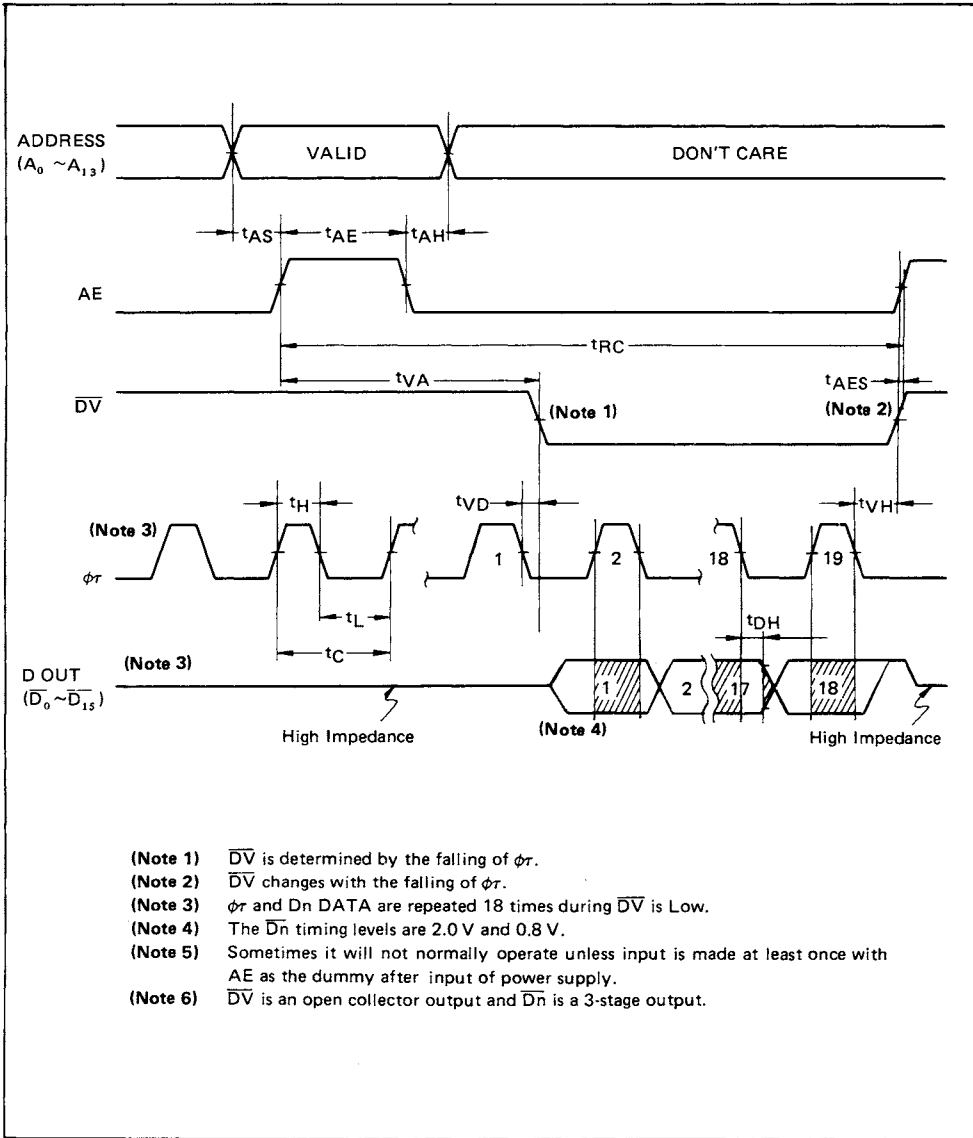 ADDRESS
(A0 ~A13)
VALID
DON'T CARE
tAS
tAE
tAH
AE
tRC
tVA
tAES
DV
(Note 1)
(Note 2)
tH
tVD
tVH
(Note 3)
1
2
18
19
φτ
tL
tDH
tC
(Note 3)
D OUT
(D0~D15)
1
2
17
18
High Impedance
(Note 4)
High Impedance
(Note 1) DV is determined by the falling of φτ.
(Note 2) DV changes with the falling of φτ.
(Note 3) φτ and Dn DATA are repeated 18 times during DV is Low.
(Note 4) The Dn timing levels are 2.0 V and 0.8 V.
(Note 5) Sometimes it will not normally operate unless input is made at least once with
AE as the dummy after input of power supply.
(Note 6) DV is an open collector output and Dn is a 3-stage output.